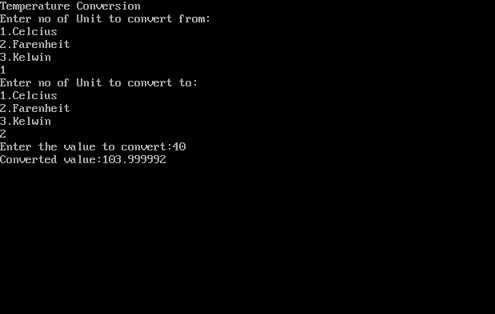 Temperature Conversion
Enter no of Unit to convert from:
1.Celcius
2.Farenheit
3.Kelwin
1
Enter no of Unit to convert to:
1.Celcius
2.Farenheit
3.Kelwin
2
Enter the value to convert:40
Converted value:103.999992